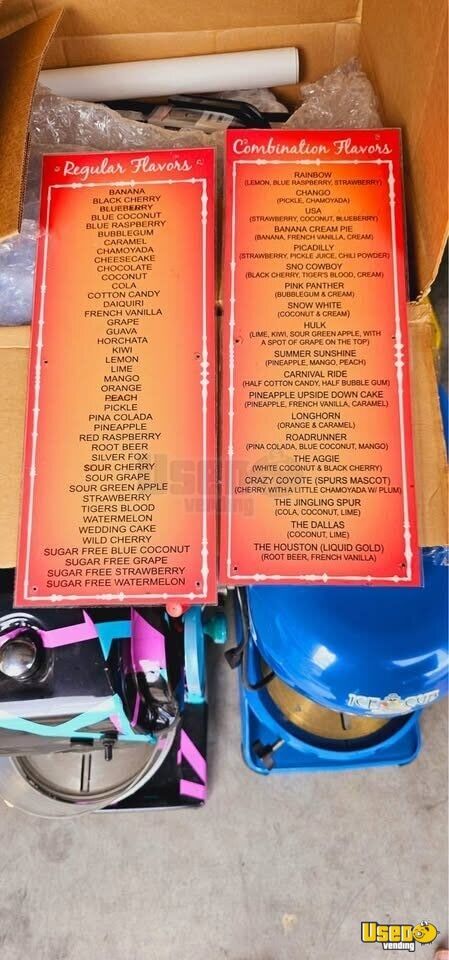 Regular Flavors
BANANA
BLACK CHERRY
BLUEBERRY
BLUE COCONUT
BLUE RASPBERRY
BUBBLEGUM
CARAMEL
CHAMOYADA
CHEESECAKE
CHOCOLATE
COCONUT
COLA
COTTON CANDY
DAIQUIRI
FRENCH VANILLA
GRAPE
GUAVA
HORCHATA
KIWI
LEMON
LIME
MANGO
ORANGE
PEACH
PICKLE
PINA COLADA
PINEAPPLE
RED RASPBERRY
ROOT BEER
SILVER FOX
SOUR CHERRY
SOUR GRAPE
SOUR GREEN APPLE
STRAWBERRY
TIGERS BLOOD
WATERMELON
WEDDING CAKE
WILD CHERRY
SUGAR FREE BLUE COCONUT
SUGAR FREE GRAPE
SUGAR FREE STRAWBERRY
SUGAR FREE WATERMELON
Combination Flavors
RAINBOW
(LEMON, BLUE RASPBERRY, STRAWBERRY)
CHANGO
(PICKLE, CHAMOYADA)
USA
(STRAWBERRY, COCONUT, BLUEBERRY)
BANANA CREAM PIE
(BANANA, FRENCH VANILLA, CREAM)
PICADILLY
(STRAWBERRY, PICKLE JUICE, CHILI POWDER)
SNO COWBOY
(BLACK CHERRY, TIGER'S BLOOD, CREAM)
PINK PANTHER
(BUBBLEGUM & CREAM)
SNOW WHITE
(COCONUT & CREAM)
HULK
(LIME, KIWI, SOUR GREEN APPLE, WITH
A SPOT OF GRAPE ON THE TOP)
SUMMER SUNSHINE
(PINEAPPLE, MANGO, PEACH)
CARNIVAL RIDE
(HALF COTTON CANDY, HALF BUBBLE GUM)
PINEAPPLE UPSIDE DOWN CAKE
(PINEAPPLE, FRENCH VANILLA, CARAMEL)
LONGHORN
(ORANGE & CARAMEL)
ROADRUNNER
(PINA COLADA, BLUE COCONUT, MANGO)
THE AGGIE
(WHITE COCONUT & BLACK CHERRY)
CRAZY COYOTE (SPURS MASCOT)
(CHERRY WITH A LITTLE CHAMOYADA W/ PLUM)
THE JINGLING SPUR
(COLA, COCONUT, LIME)
THE DALLAS
(COCONUT, LIME)
THE HOUSTON (LIQUID GOLD)
(ROOT BEER, FRENCH VANILLA)
Used vending
Used vending